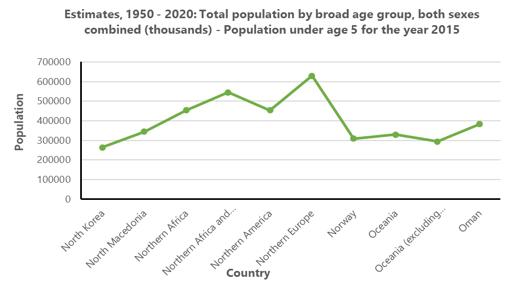 Estimates, 1950 - 2020: Total population by broad age group, both sexes
combined (thousands) - Population under age 5 for the year 2015
700000
600000
500000
400000
300000
200000
100000
0
Population
North Korea
North Macedonia
Northern Africa
Northern Africa and...
Northern America
Northern Europe
Norway
Oceania
Oceania (excluding...
Oman
Country